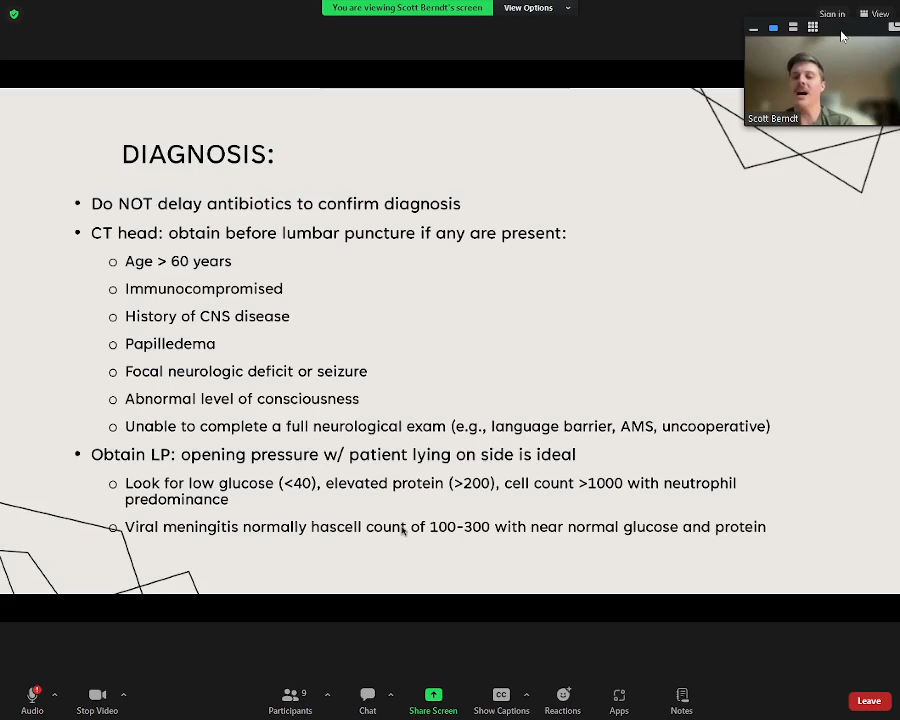 You are viewing Scott Berndt's screen
View Options
Sign in
View
Scott Berndt
DIAGNOSIS:
• Do NOT delay antibiotics to confirm diagnosis
• CT head: obtain before lumbar puncture if any are present:
o Age > 60 years
o Immunocompromised
o History of CNS disease
o Papilledema
o Focal neurologic deficit or seizure
o Abnormal level of consciousness
o Unable to complete a full neurological exam (e.g., language barrier, AMS, uncooperative)
• Obtain LP: opening pressure w/ patient lying on side is ideal
o Look for low glucose (<40), elevated protein (>200), cell count >1000 with neutrophil
predominance
o Viral meningitis normally hascell count of 100-300 with near normal glucose and protein
Audio
Stop Video
Participants
9
Chat
Share Screen
CC
Show Captions
Reactions
Apps
Notes
Leave